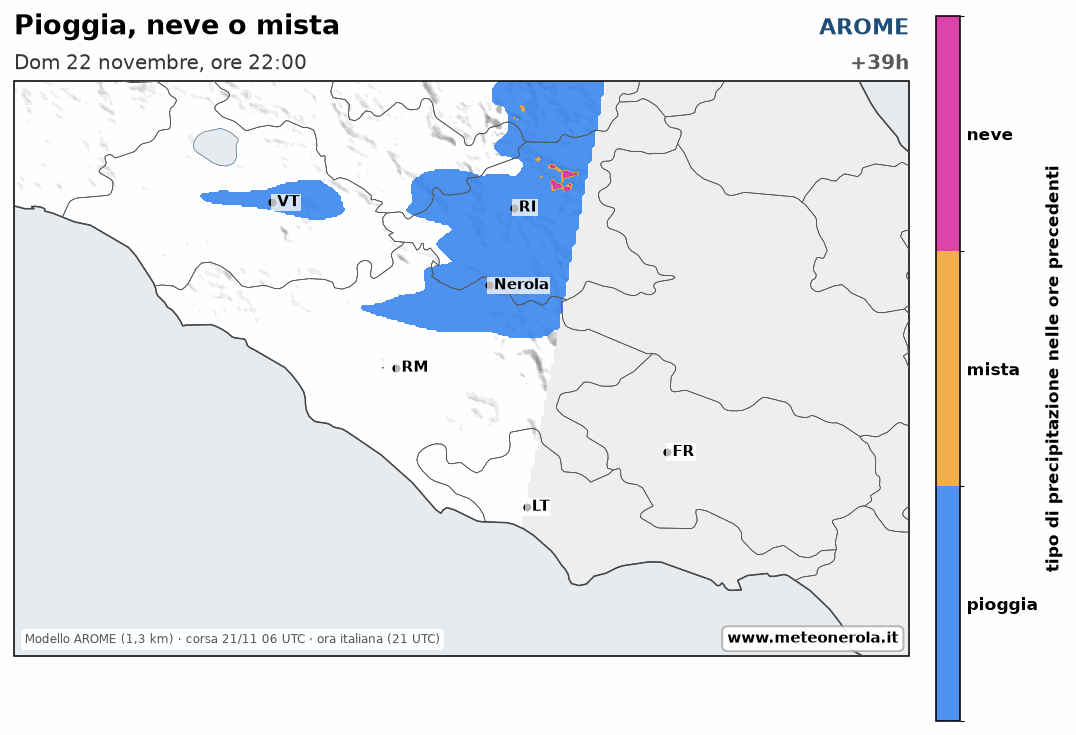 Pioggia, neve o mista
AROME
Dom 22 novembre, ore 22:00
+39h
neve
mista
pioggia
tipo di precipitazione nelle ore precedenti
VT
RI
Nerola
RM
FR
LT
Modello AROME (1,3 km) · corsa 21/11 06 UTC · ora italiana (21 UTC)
www.meteonerola.it